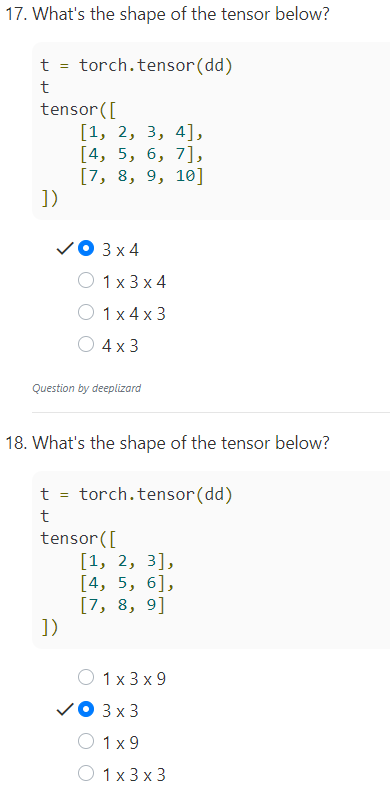 17. What's the shape of the tensor below?
t = torch.tensor(dd)
t
tensor([
[1, 2, 3, 4],
[4, 5, 6, 7],
[7, 8, 9, 10]
])
3 x 4
1 x 3 x 4
1 x 4 x 3
4 x 3
Question by deeplizard
18. What's the shape of the tensor below?
t = torch.tensor(dd)
t
tensor([
[1, 2, 3],
[4, 5, 6],
[7, 8, 9]
])
1 x 3 x 9
3 x 3
1 x 9
1 x 3 x 3